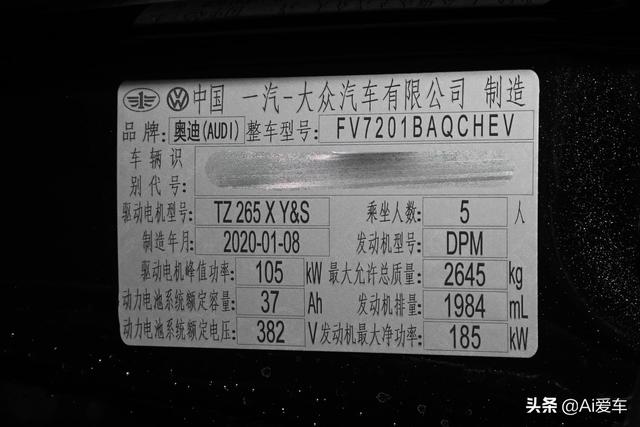 中国 一汽-大众汽车有限公司 制造
品牌: 奥迪(AUDI) 整车型号: FV7201BAQCHEV
车辆识
别代号:
驱动电机型号: TZ 265 X Y&S 乘坐人数: 5 人
制造年月: 2020-01-08 发动机型号: DPM
驱动电机峰值功率: 105 kW 最大允许总质量: 2645 kg
动力电池系统额定容量: 37 Ah 发动机排量: 1984 mL
动力电池系统额定电压: 382 V 发动机最大净功率: 185 kW
头条 @Ai爱车